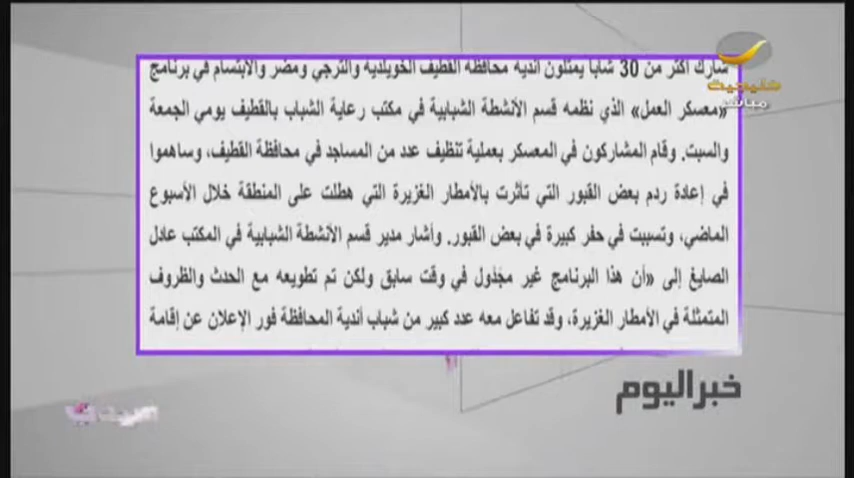 شارك أكثر من 30 شابا يمثلون أندية محافظة القطيف الخويلدية والترجي ومضر والابتسام في برنامج
«معسكر العمل» الذي نظمه قسم الأنشطة الشبابية في مكتب رعاية الشباب بالقطيف يومي الجمعة
والسبت. وقام المشاركون في المعسكر بعملية تنظيف عدد من المساجد في محافظة القطيف، وساهموا
في إعادة ردم بعض القبور التي تأثرت بالأمطار الغزيرة التي هطلت على المنطقة خلال الأسبوع
الماضي، وتسببت في حفر كبيرة في بعض القبور. وأشار مدير قسم الأنشطة الشبابية في المكتب عادل
الصايغ إلى «أن هذا البرنامج غير مجدول في وقت سابق ولكن تم تطويعه مع الحدث والظروف
المتمثلة في الأمطار الغزيرة، وقد تفاعل معه عدد كبير من شباب أندية المحافظة فور الإعلان عن إقامة
خليجية
مباشر
خبر اليوم